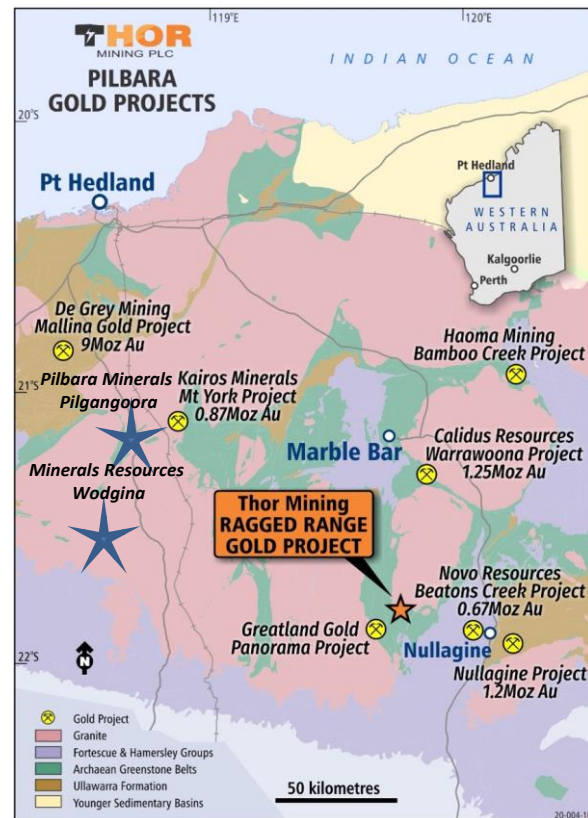 THOR
MINING PLC
PILBARA
GOLD PROJECTS
119°E
120°E
INDIAN OCEAN
20°S
Pt Hedland
Pt Hedland
WESTERN
AUSTRALIA
Kalgoorlie
Perth
De Grey Mining
Mallina Gold Project
9Moz Au
Haoma Mining
Bamboo Creek Project
21°S
Pilbara Minerals
Pilgangoora
Kairos Minerals
Mt York Project
0.87Moz Au
Marble Bar
Calidus Resources
Warrawoona Project
1.25Moz Au
Minerals Resources
Wodgina
Thor Mining
RAGGED RANGE
GOLD PROJECT
Novo Resources
Beatons Creek Project
0.67Moz Au
Greatland Gold
Panorama Project
Nullagine
22°S
Nullagine Project
1.2Moz Au
N
Gold Project
Granite
Fortescue & Hamersley Groups
Archaean Greenstone Belts
Ullawarra Formation
Younger Sedimentary Basins
50 kilometres